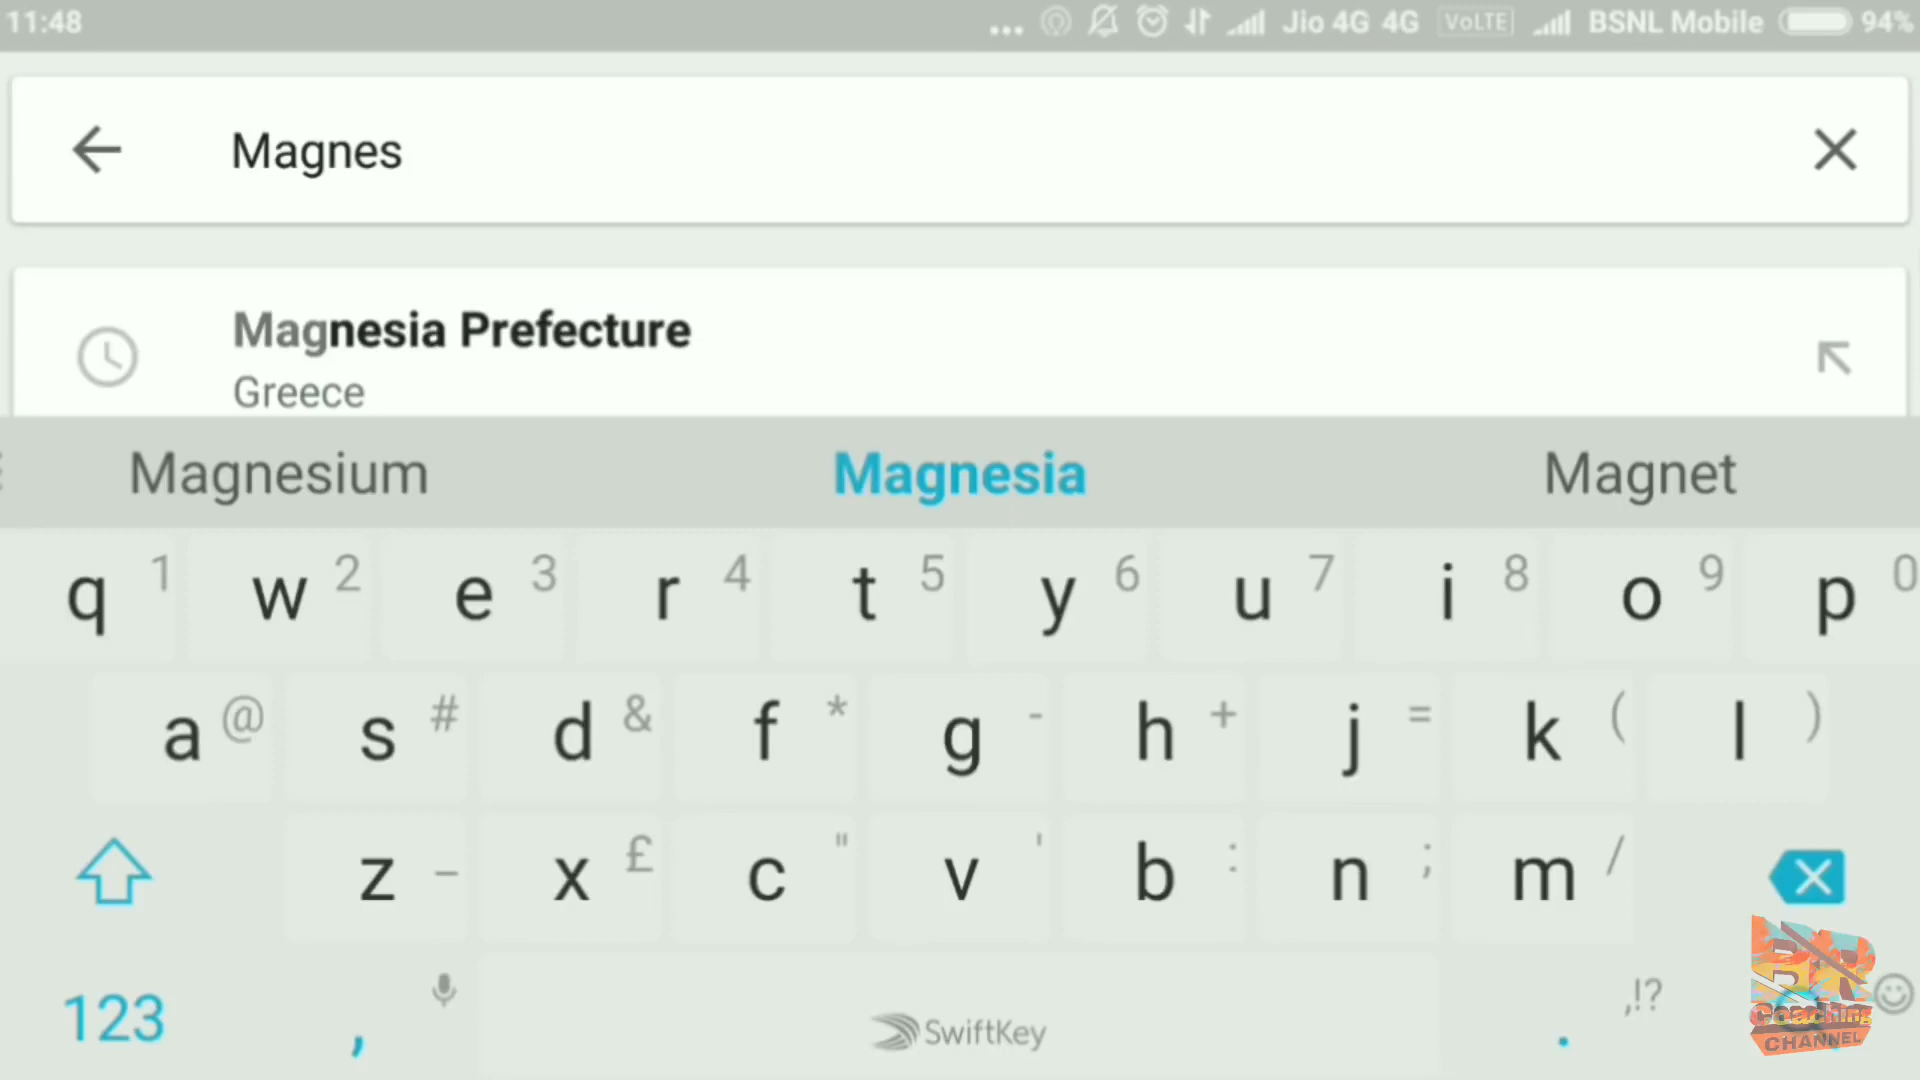 11:48 ... Jio 4G 4G VoLTE BSNL Mobile 94%
Magnes
Magnesia Prefecture
Greece
Magnesium Magnesia Magnet
q 1 w 2 e 3 r 4 t 5 y 6 u 7 i 8 o 9 p 0
a @ s # d & f * g - h + j = k ( l )
z _ x £ c " v ' b : n ; m /
123 , SwiftKey . ,!?
Coaching
CHANNEL